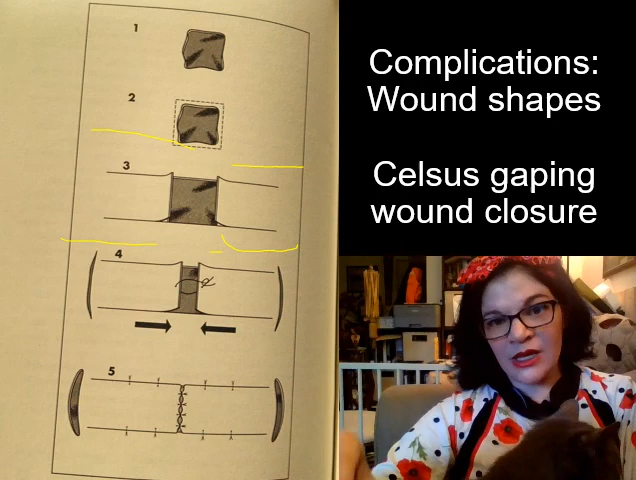 1
2
3
4
5
Complications:
Wound shapes
Celsus gaping
wound closure